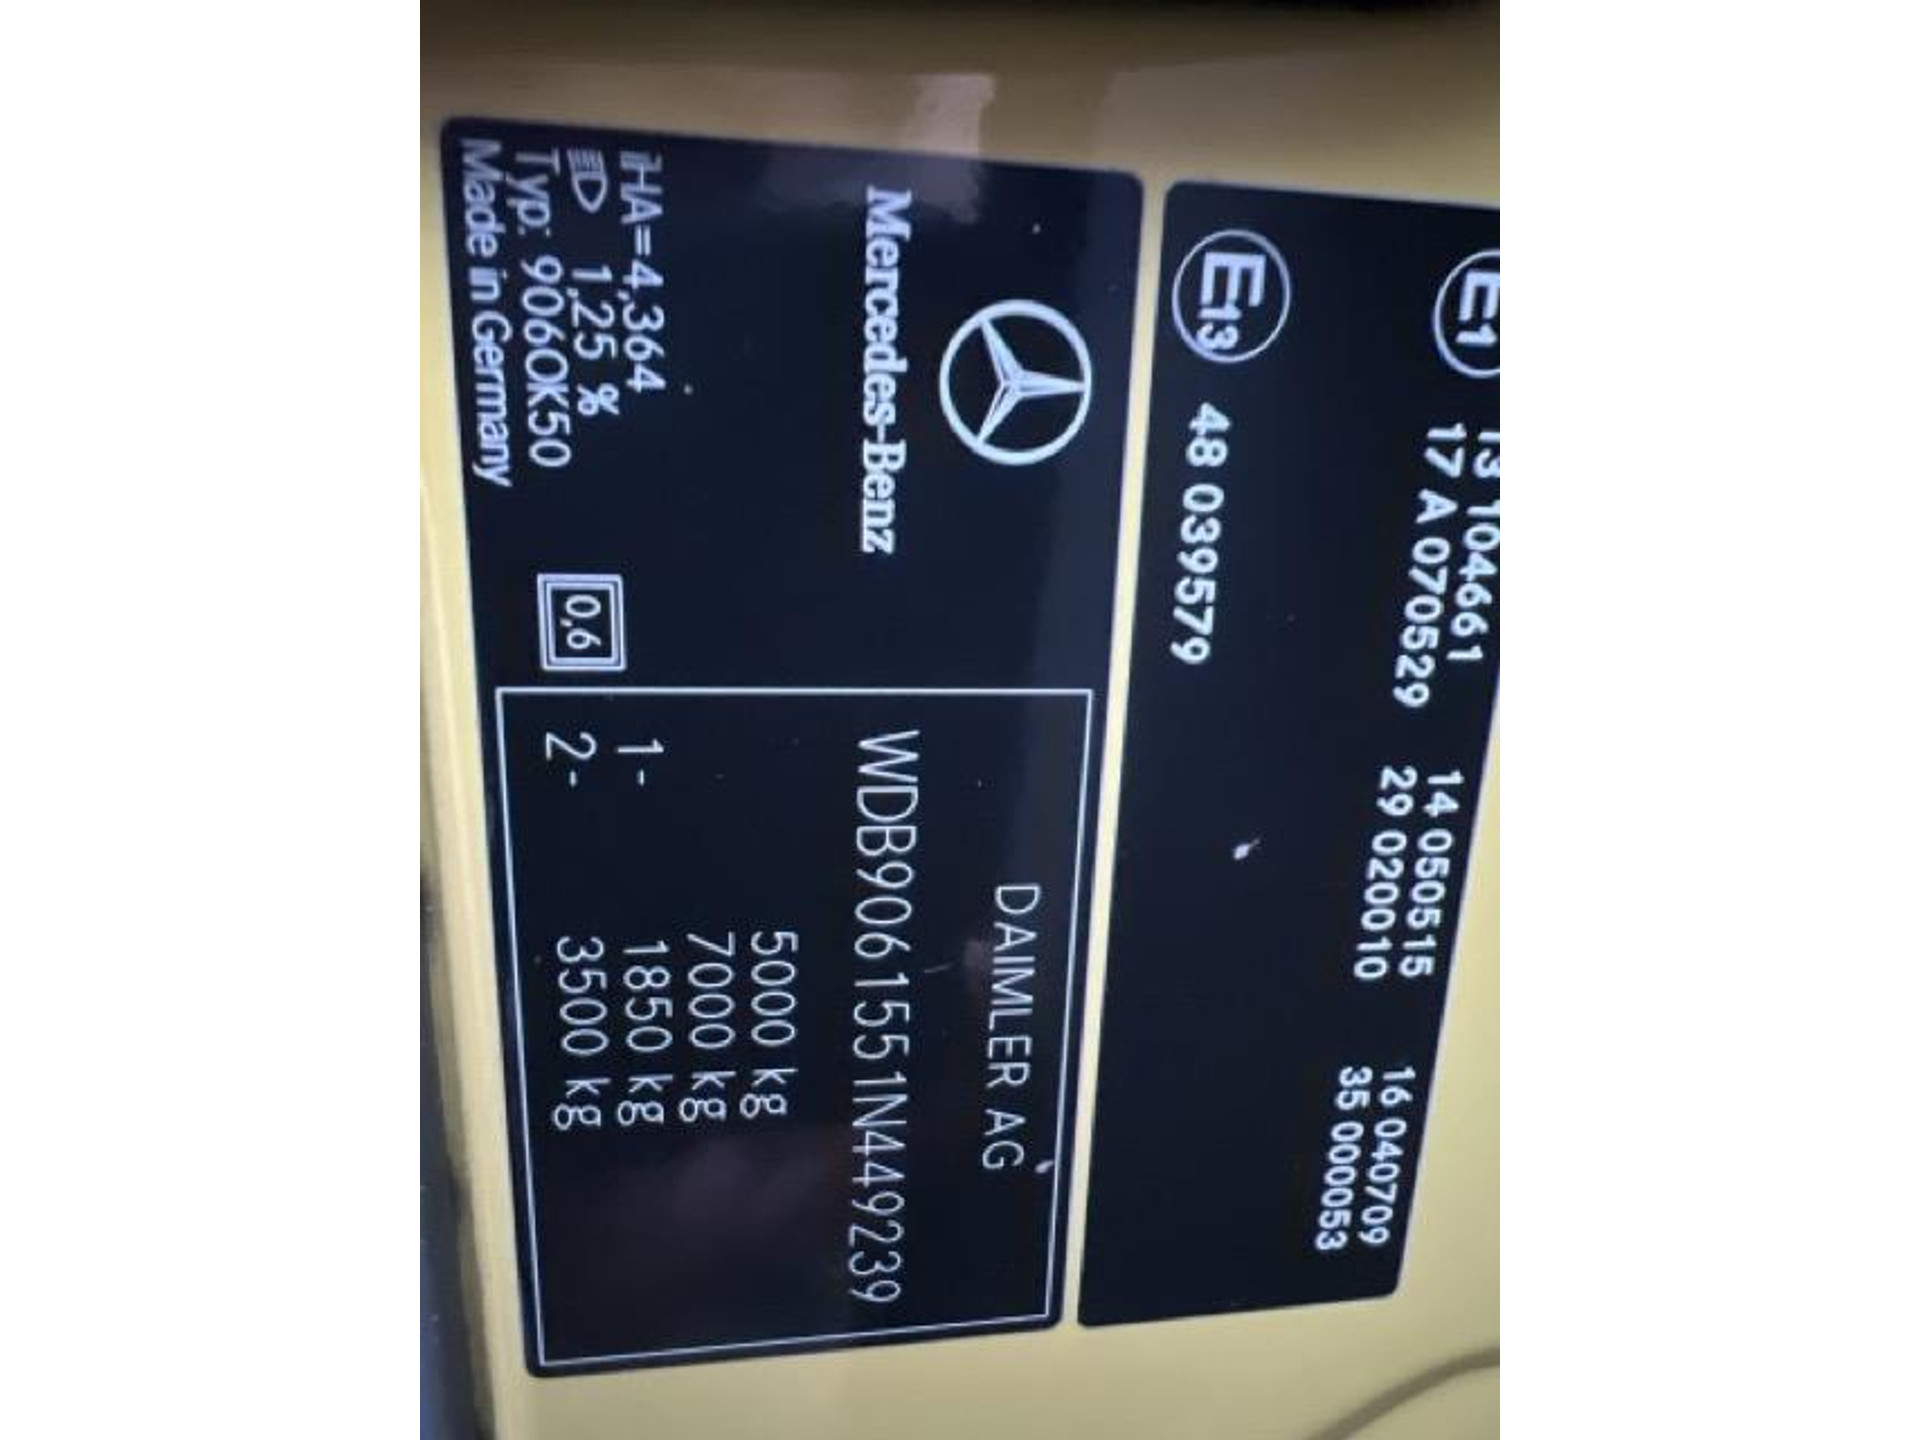 E1
13 104661
14 050515
16 040709
17 A 070529
29 020010
35 000053
E13
48 039579
Mercedes-Benz
DAIMLER AG
WDB9061551N449239
5000 kg
7000 kg
1- 1850 kg
2- 3500 kg
iHA=4,364
1,25 %
Typ: 906OK50
Made in Germany
0,6